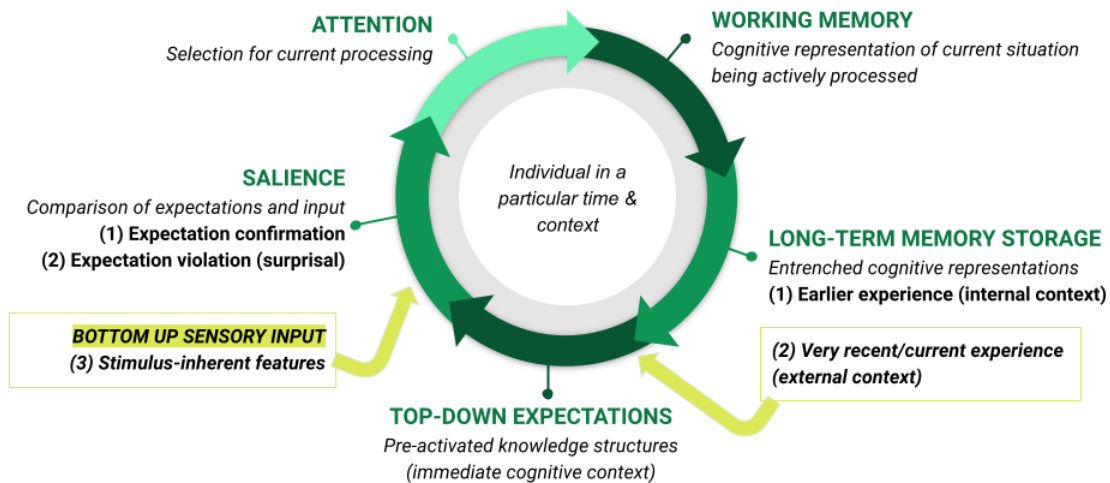 ATTENTION
Selection for current processing
WORKING MEMORY
Cognitive representation of current situation
being actively processed
SALIENCE
Comparison of expectations and input
(1) Expectation confirmation
(2) Expectation violation (surprisal)
Individual in a
particular time &
context
LONG-TERM MEMORY STORAGE
Entrenched cognitive representations
(1) Earlier experience (internal context)
BOTTOM UP SENSORY INPUT
(3) Stimulus-inherent features
(2) Very recent/current experience
(external context)
TOP-DOWN EXPECTATIONS
Pre-activated knowledge structures
(immediate cognitive context)